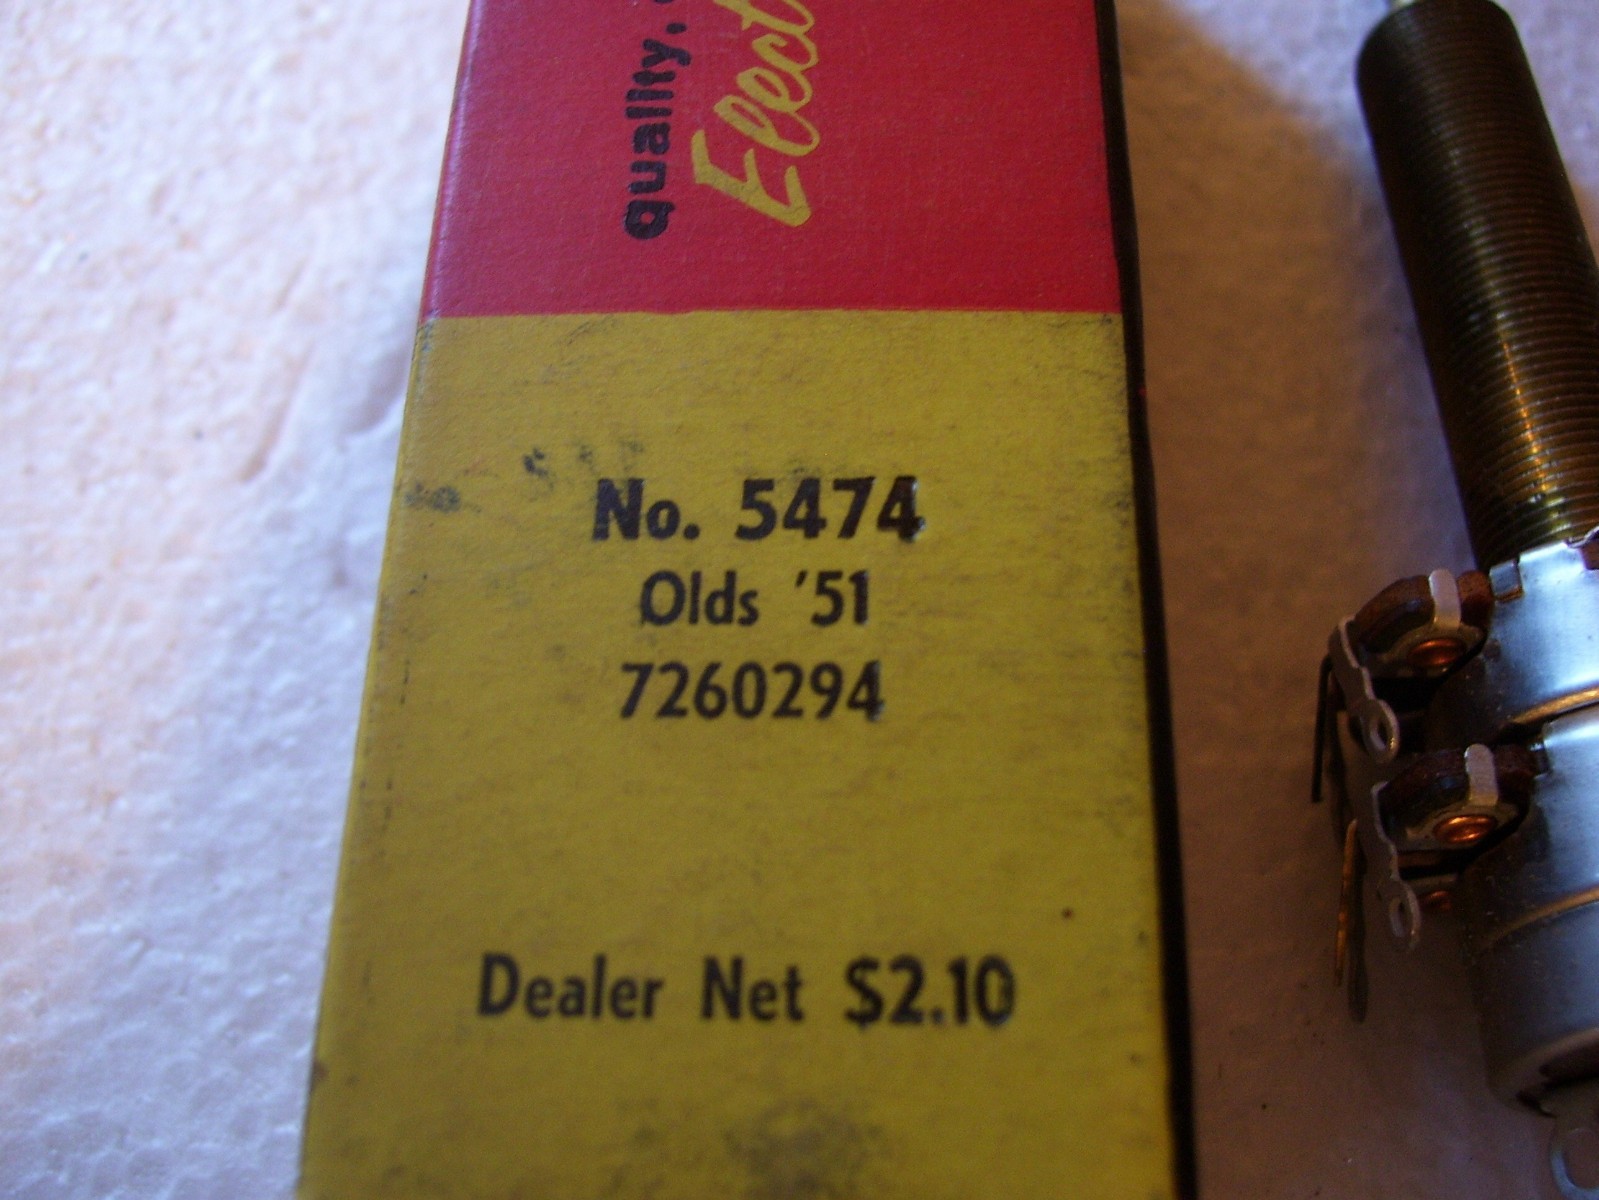 quality,
No. 5474
Olds '51
7260294
Dealer Net $2.10